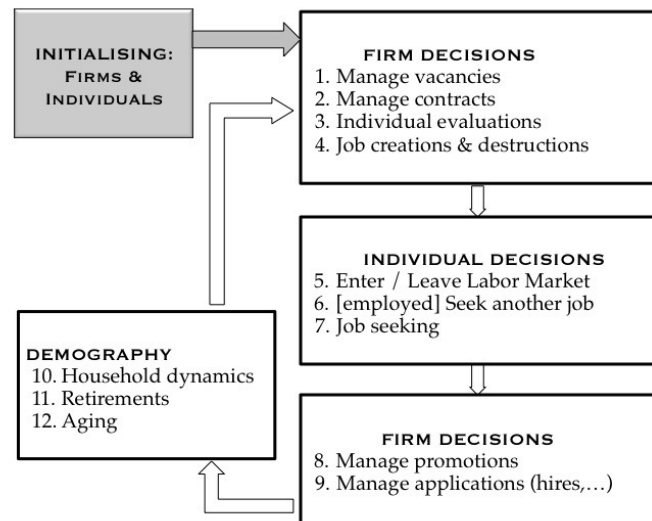 INITIALISING:
FIRMS &
INDIVIDUALS
FIRM DECISIONS
1. Manage vacancies
2. Manage contracts
3. Individual evaluations
4. Job creations & destructions
INDIVIDUAL DECISIONS
5. Enter / Leave Labor Market
6. [employed] Seek another job
7. Job seeking
FIRM DECISIONS
8. Manage promotions
9. Manage applications (hires,...)
DEMOGRAPHY
10. Household dynamics
11. Retirements
12. Aging